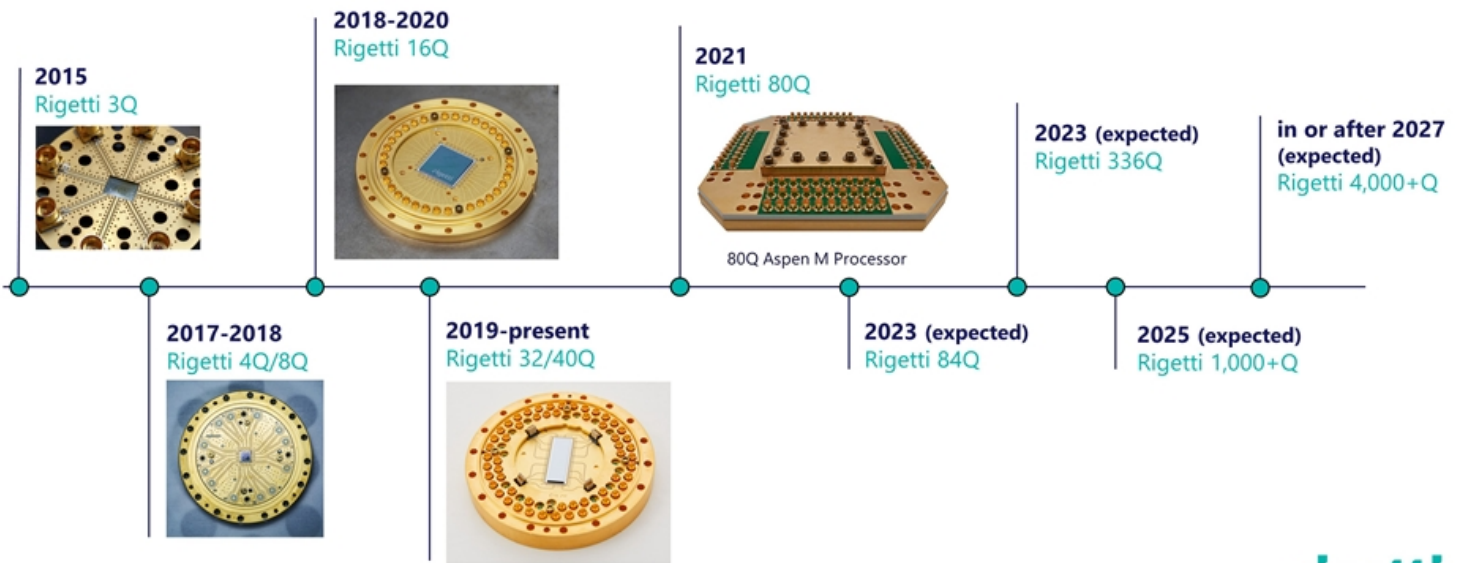 2015
Rigetti 3Q
2017-2018
Rigetti 4Q/8Q
2018-2020
Rigetti 16Q
2019-present
Rigetti 32/40Q
2021
Rigetti 80Q
80Q Aspen M Processor
2023 (expected)
Rigetti 84Q
2023 (expected)
Rigetti 336Q
2025 (expected)
Rigetti 1,000+Q
in or after 2027
(expected)
Rigetti 4,000+Q